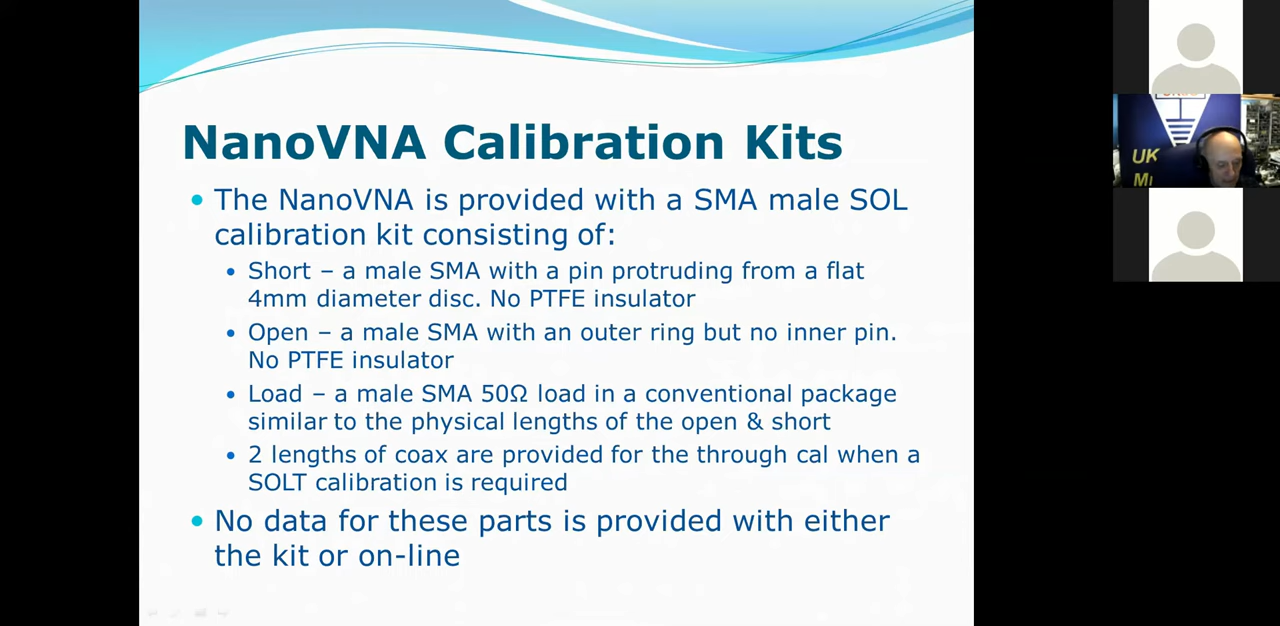 NanoVNA Calibration Kits
• The NanoVNA is provided with a SMA male SOL
calibration kit consisting of:
• Short – a male SMA with a pin protruding from a flat
4mm diameter disc. No PTFE insulator
• Open – a male SMA with an outer ring but no inner pin.
No PTFE insulator
• Load – a male SMA 50Ω load in a conventional package
similar to the physical lengths of the open & short
• 2 lengths of coax are provided for the through cal when a
SOLT calibration is required
• No data for these parts is provided with either
the kit or on-line
UK